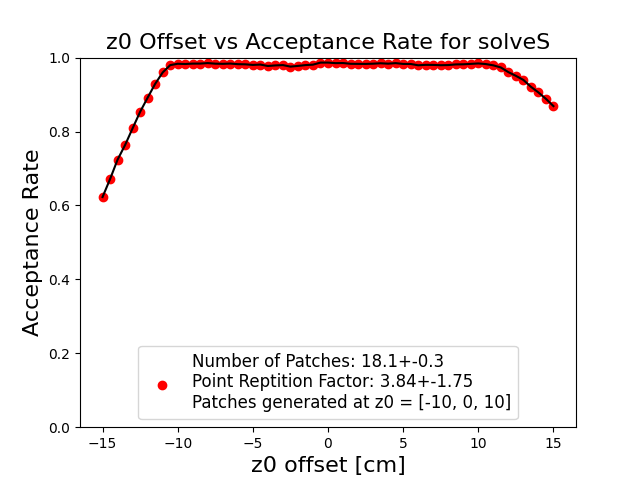 z0 Offset vs Acceptance Rate for solveS
1.0
0.8
0.6
0.4
0.2
0.0
Acceptance Rate
Number of Patches: 18.1+-0.3
Point Reptition Factor: 3.84+-1.75
Patches generated at z0 = [-10, 0, 10]
−15 −10 −5 0 5 10 15
z0 offset [cm]